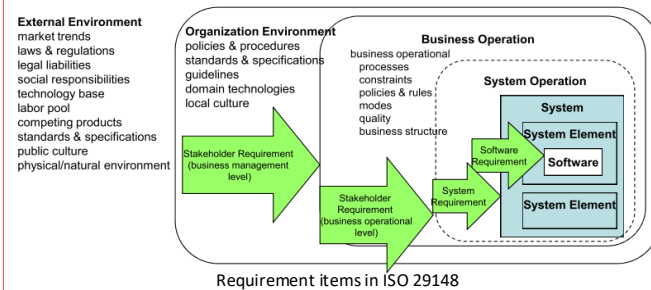 External Environment
market trends
laws & regulations
legal liabilities
social responsibilities
technology base
labor pool
competing products
standards & specifications
public culture
physical/natural environment
Organization Environment
policies & procedures
standards & specifications
guidelines
domain technologies
local culture
Stakeholder Requirement
(business management
level)
Business Operation
business operational
processes
constraints
policies & rules
modes
quality
business structure
Stakeholder
Requirement
(business operational
level)
System Operation
System
Requirement
Software
Requirement
System
System Element
Software
System Element
Requirement items in ISO 29148